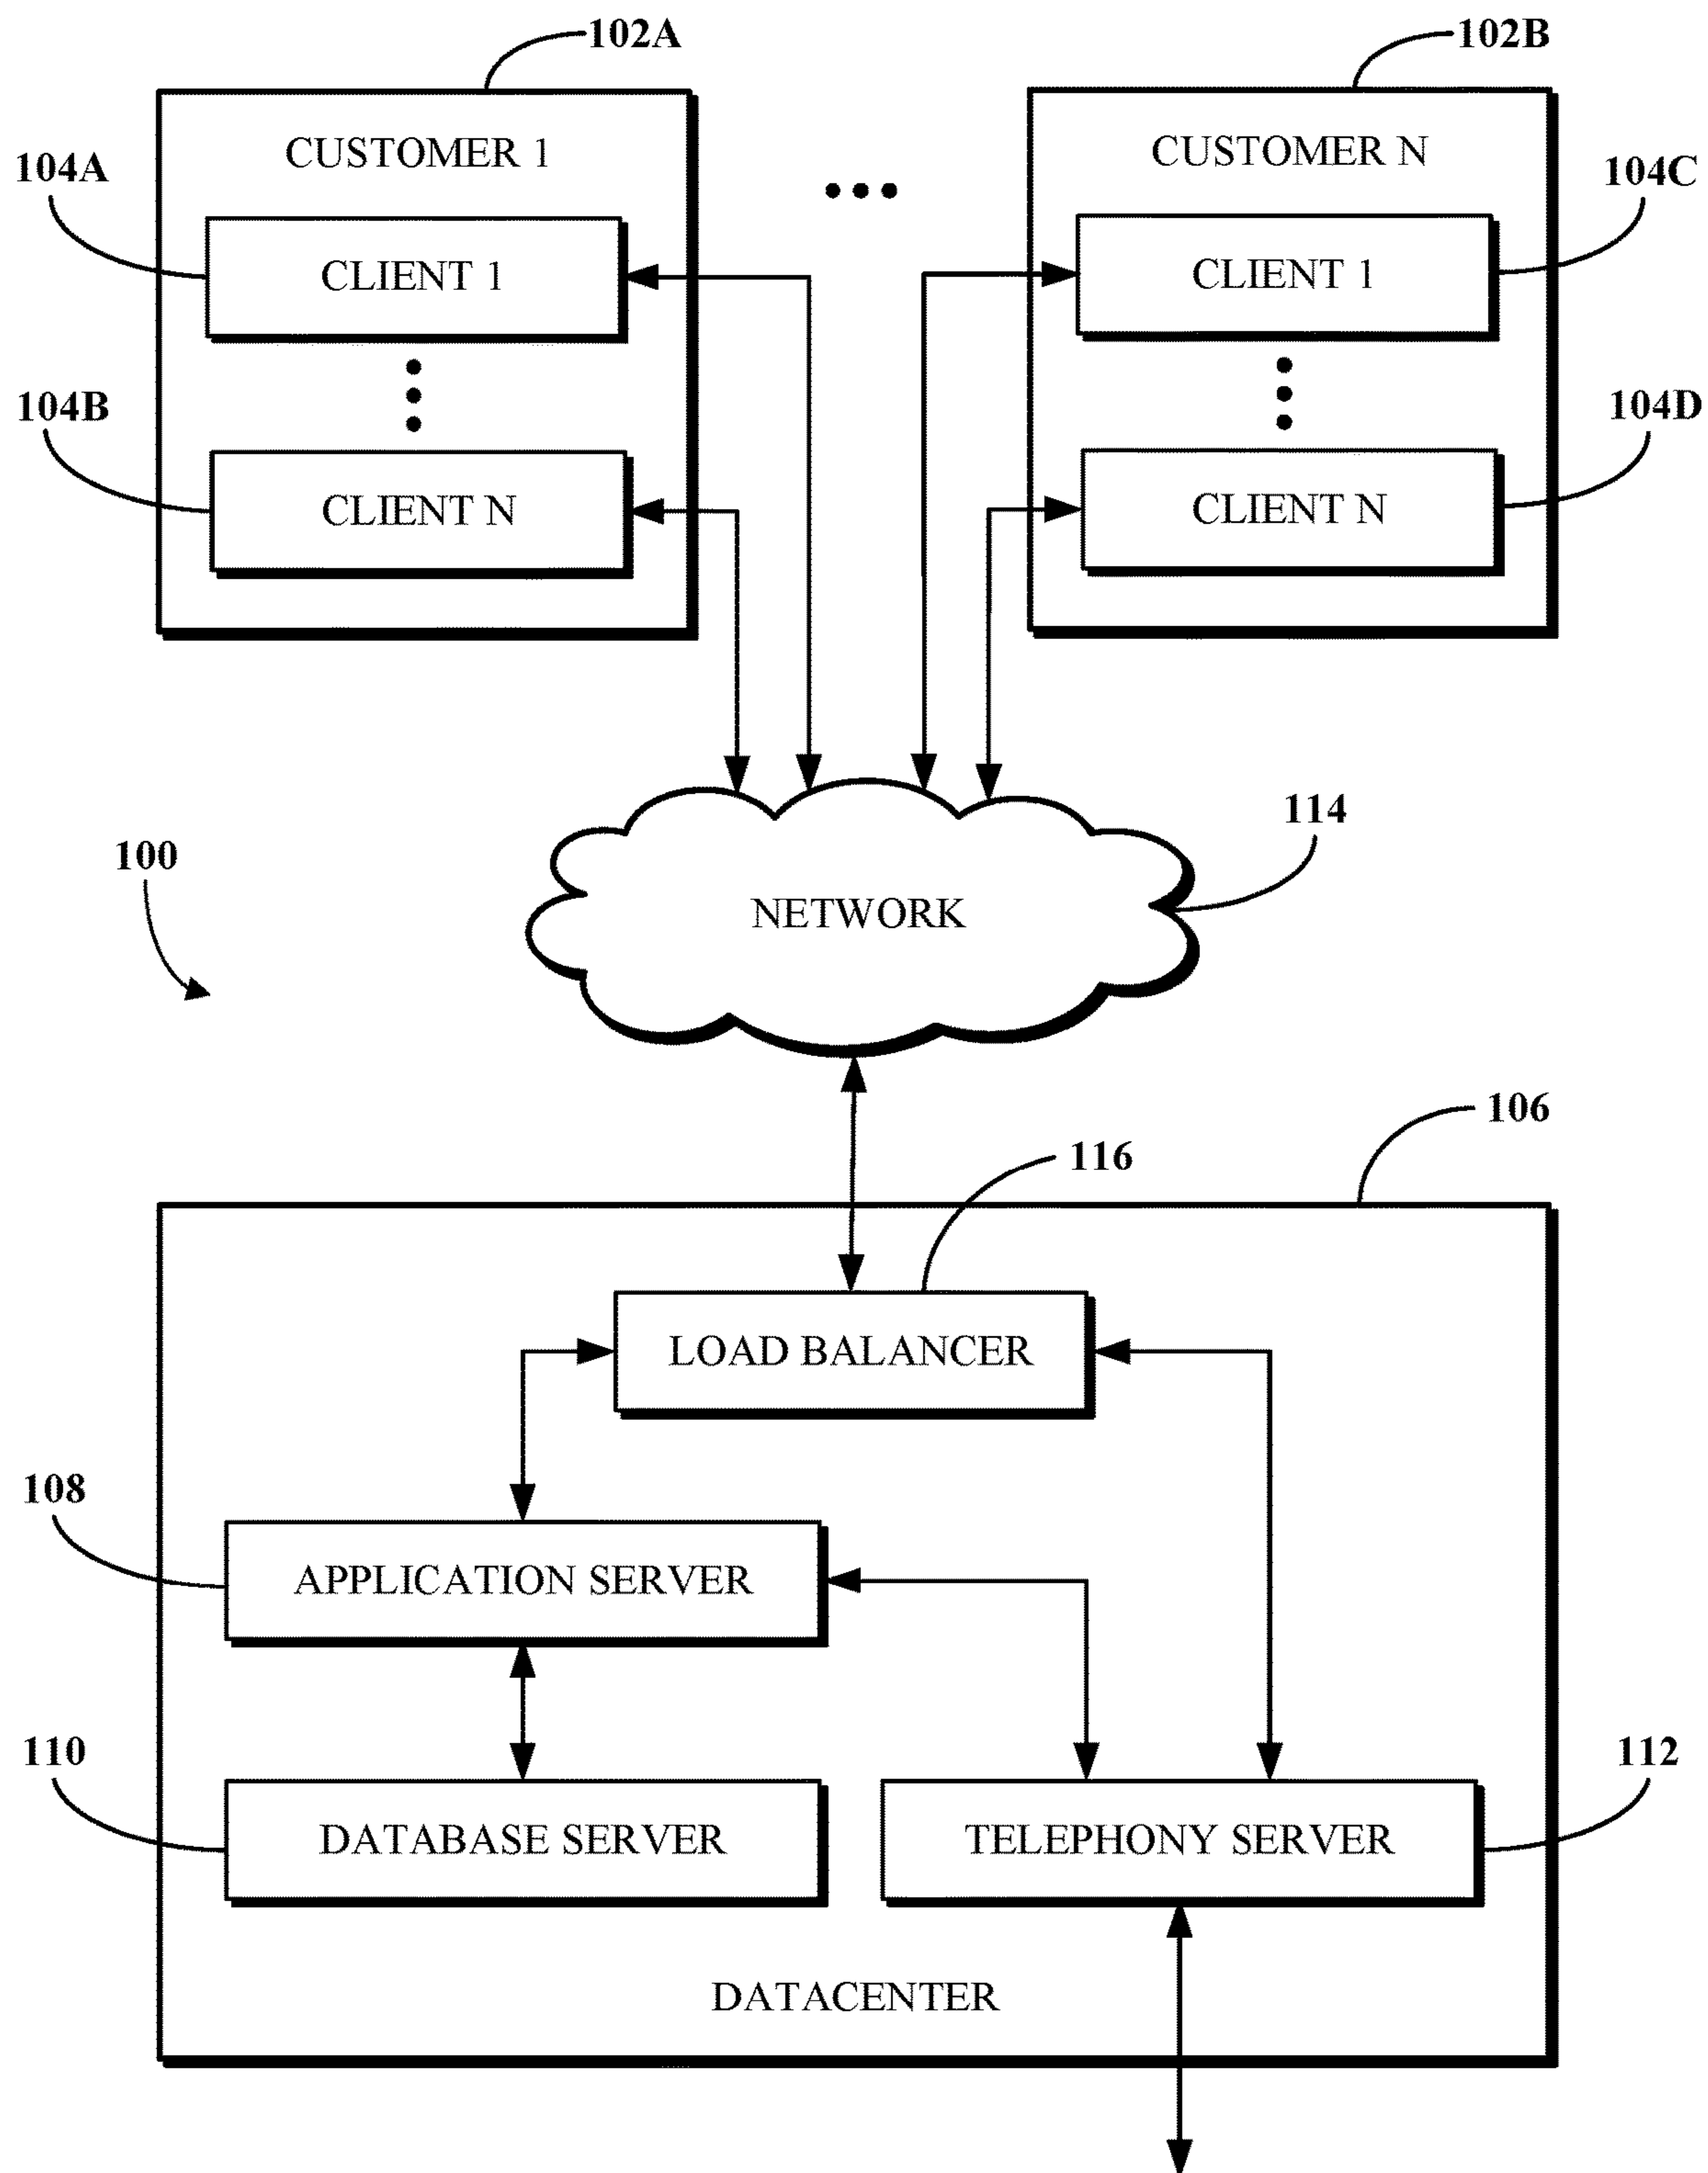 102A
102B
CUSTOMER 1
CUSTOMER N
104A
104C
CLIENT 1
CLIENT 1
104B
104D
CLIENT N
CLIENT N
114
100
NETWORK
106
116
LOAD BALANCER
108
APPLICATION SERVER
110
112
DATABASE SERVER
TELEPHONY SERVER
DATACENTER